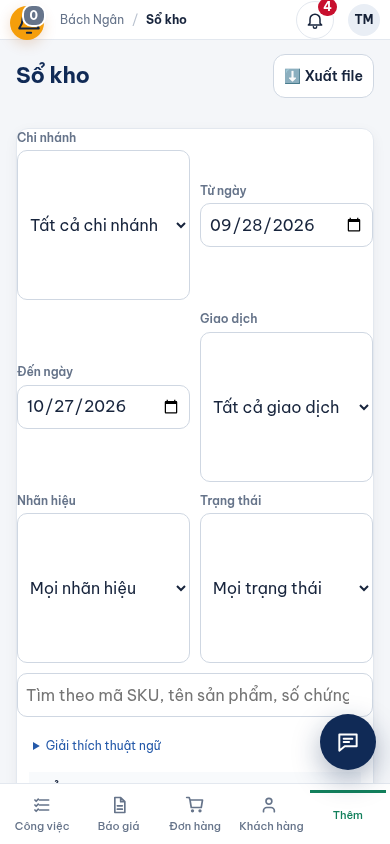 0
Bách Ngân / Sổ kho
4
TM
Sổ kho
⬇️ Xuất file
Chi nhánh
Tất cả chi nhánh
Từ ngày
09/28/2026
Đến ngày
10/27/2026
Giao dịch
Tất cả giao dịch
Nhãn hiệu
Mọi nhãn hiệu
Trạng thái
Mọi trạng thái
Tìm theo mã SKU, tên sản phẩm, số chứng
▶ Giải thích thuật ngữ
Công việc
Báo giá
Đơn hàng
Khách hàng
Thêm